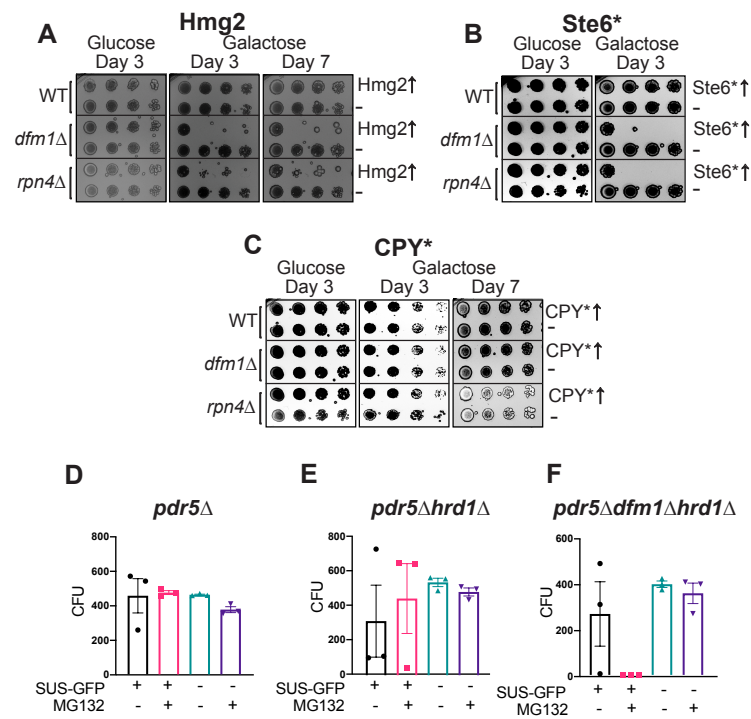 A
Hmg2
Glucose
Day 3
Galactose
Day 3
Day 7
WT
Hmg2↑
-
dfm1Δ
Hmg2↑
-
rpn4Δ
Hmg2↑
-
B
Ste6*
Glucose
Day 3
Galactose
Day 3
WT
Ste6*↑
-
dfm1Δ
Ste6*↑
-
rpn4Δ
Ste6*↑
-
C
CPY*
Glucose
Day 3
Galactose
Day 3
Day 7
WT
CPY*↑
-
dfm1Δ
CPY*↑
-
rpn4Δ
CPY*↑
-
D
pdr5Δ
CFU
800
600
400
200
0
SUS-GFP + + - -
MG132 - + - +
E
pdr5Δhrd1Δ
CFU
800
600
400
200
0
SUS-GFP + + - -
MG132 - + - +
F
pdr5Δdfm1Δhrd1Δ
CFU
600
400
200
0
SUS-GFP + + - -
MG132 - + - +